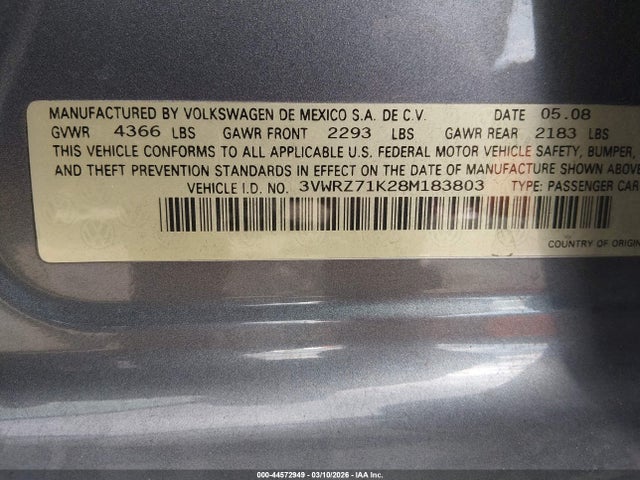 MANUFACTURED BY VOLKSWAGEN DE MEXICO S.A. DE C.V. DATE 05.08
GVWR 4366 LBS GAWR FRONT 2293 LBS GAWR REAR 2183 LBS
THIS VEHICLE CONFORMS TO ALL APPLICABLE U.S. FEDERAL MOTOR VEHICLE SAFETY, BUMPER,
AND THEFT PREVENTION STANDARDS IN EFFECT ON THE DATE OF MANUFACTURE SHOWN ABOVE
VEHICLE I.D. NO. 3VWRZ71K28M183803 TYPE: PASSENGER CAR
COUNTRY OF ORIGIN
000-44572949 - 03/10/2026 - IAA Inc.